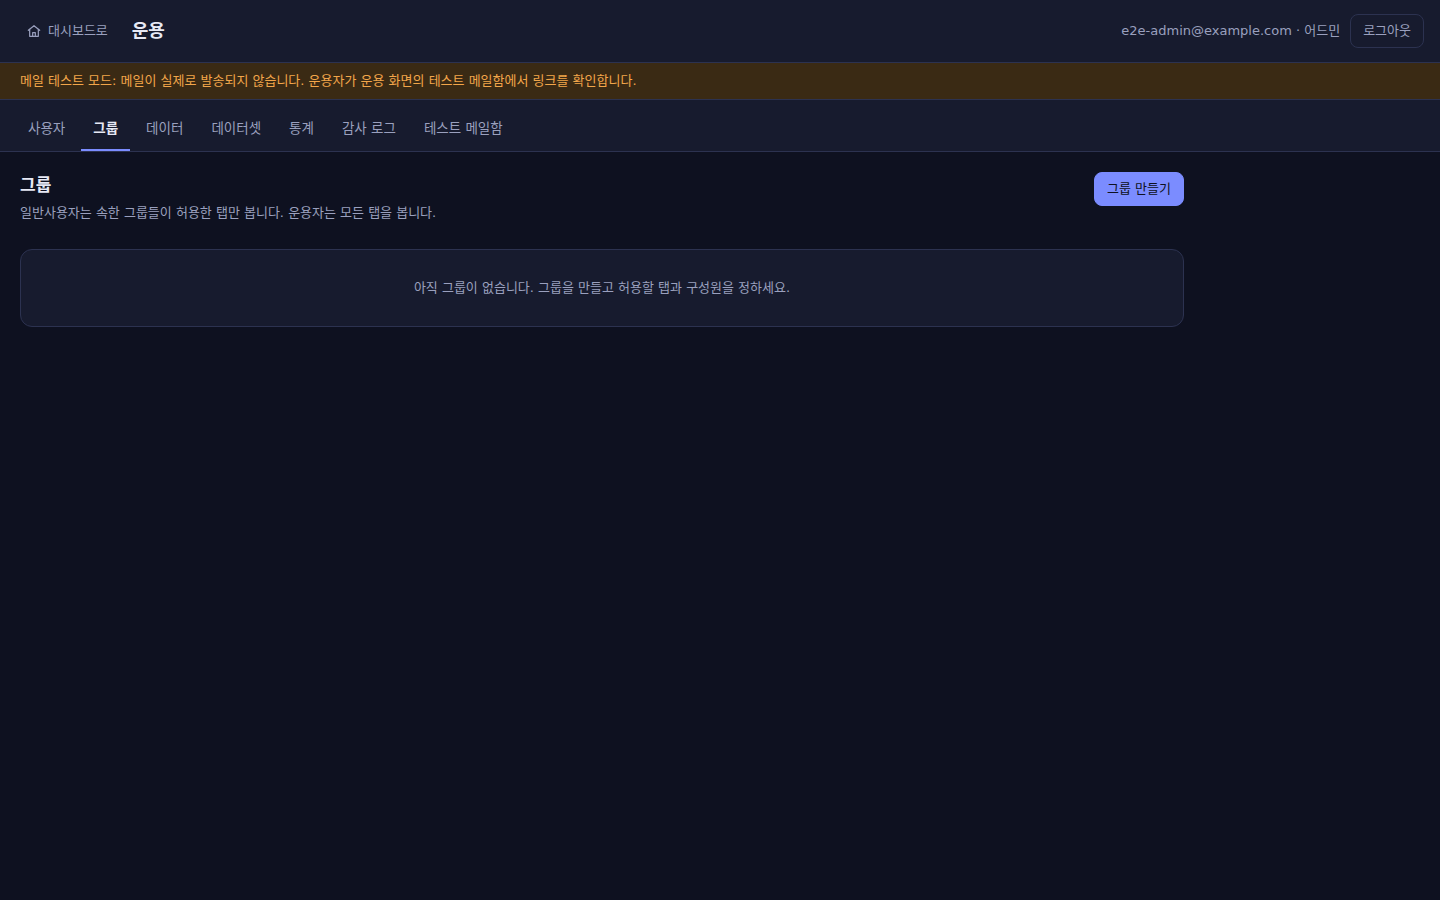 대시보드로
운용
e2e-admin@example.com · 어드민
로그아웃
메일 테스트 모드: 메일이 실제로 발송되지 않습니다. 운용자가 운용 화면의 테스트 메일함에서 링크를 확인합니다.
사용자
그룹
데이터
데이터셋
통계
감사 로그
테스트 메일함
그룹
그룹 만들기
일반사용자는 속한 그룹들이 허용한 탭만 봅니다. 운용자는 모든 탭을 봅니다.
아직 그룹이 없습니다. 그룹을 만들고 허용할 탭과 구성원을 정하세요.